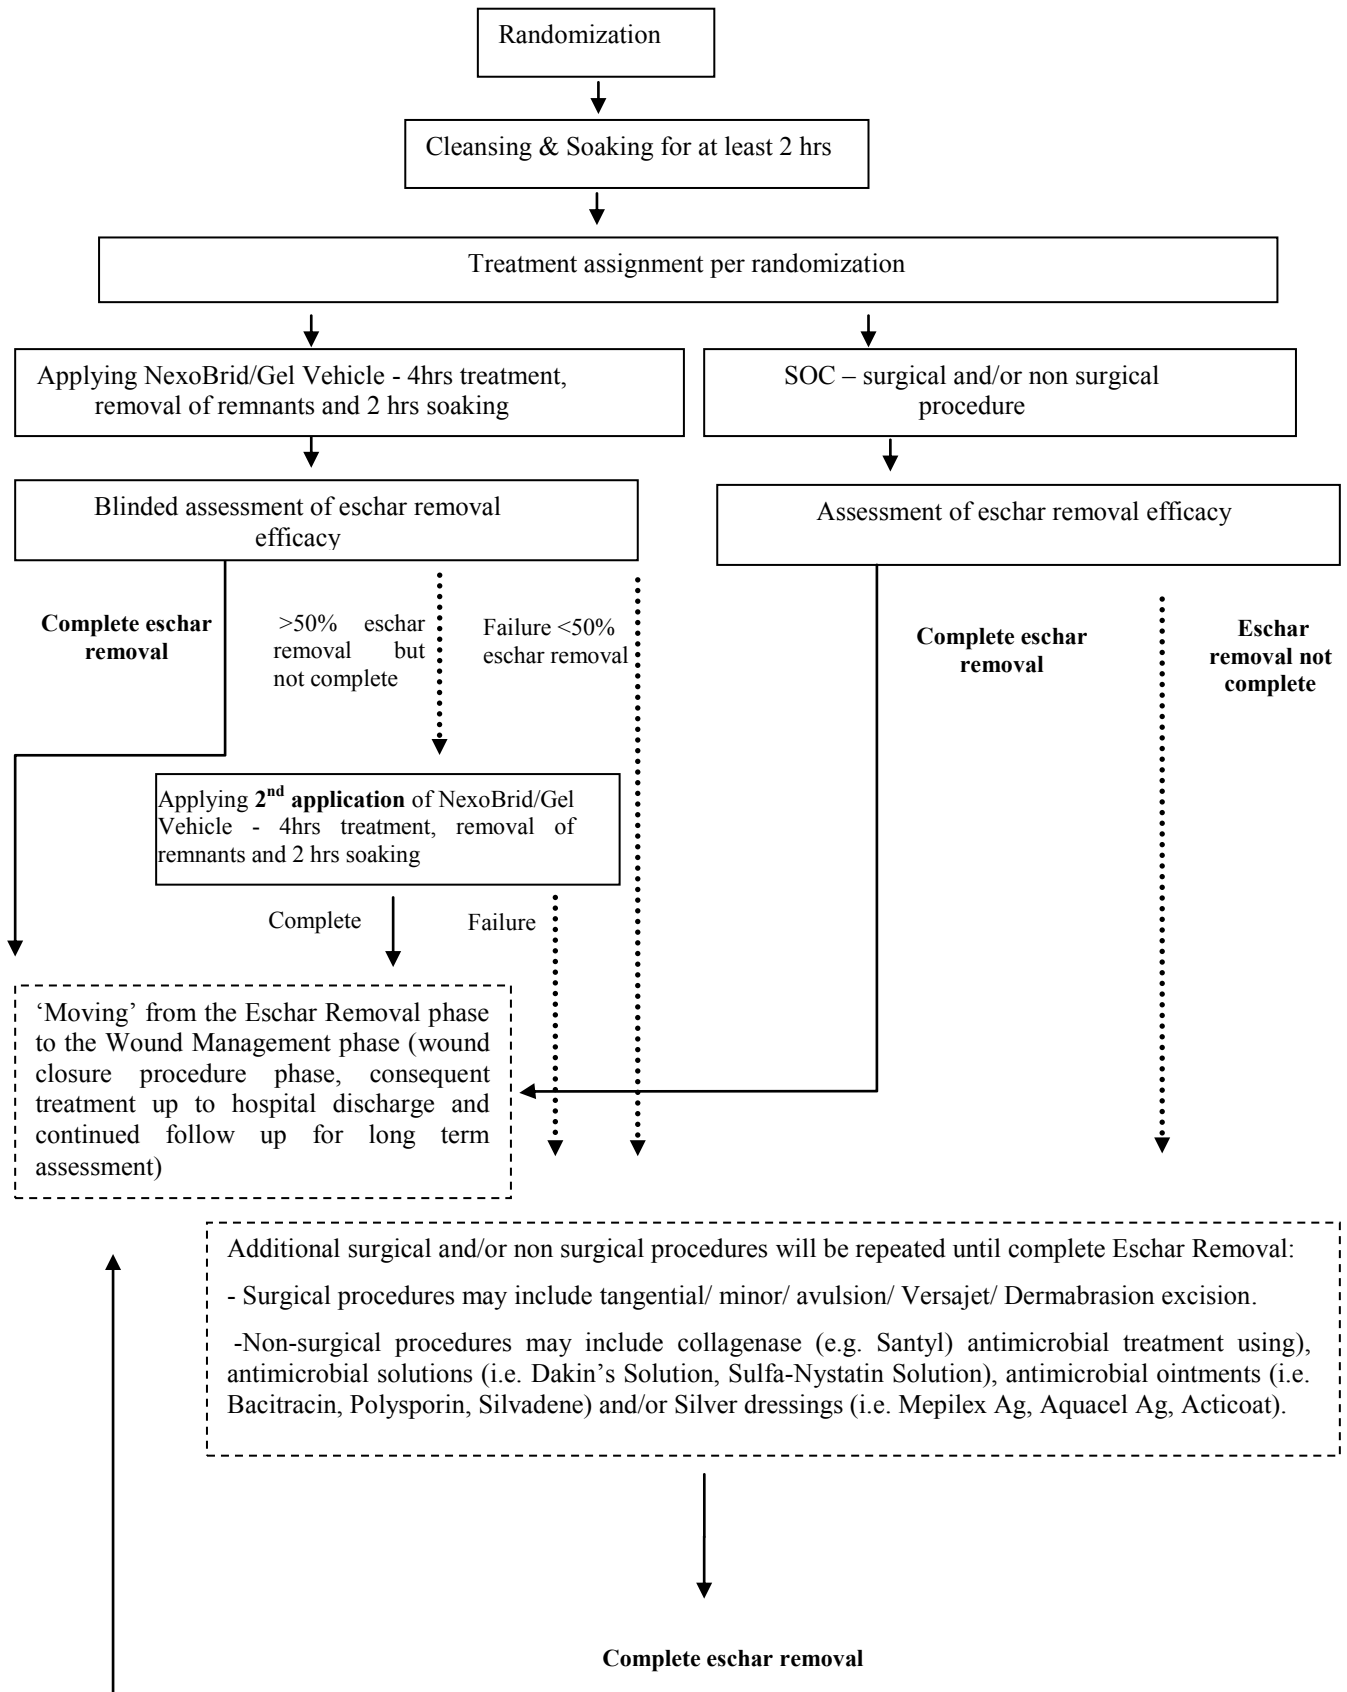 Randomization
Cleansing & Soaking for at least 2 hrs
Treatment assignment per randomization
Applying NexoBrid/Gel Vehicle - 4hrs treatment,
removal of remnants and 2 hrs soaking
SOC – surgical and/or non surgical
procedure
Blinded assessment of eschar removal
efficacy
Assessment of eschar removal efficacy
Complete eschar
removal
>50% eschar
removal but
not complete
Failure <50%
eschar removal
Complete eschar
removal
Eschar
removal not
complete
Applying 2nd application of NexoBrid/Gel
Vehicle - 4hrs treatment, removal of
remnants and 2 hrs soaking
Complete
Failure
‘Moving’ from the Eschar Removal phase
to the Wound Management phase (wound
closure procedure phase, consequent
treatment up to hospital discharge and
continued follow up for long term
assessment)
Additional surgical and/or non surgical procedures will be repeated until complete Eschar Removal:
- Surgical procedures may include tangential/ minor/ avulsion/ Versajet/ Dermabrasion excision.
-Non-surgical procedures may include collagenase (e.g. Santyl) antimicrobial treatment using),
antimicrobial solutions (i.e. Dakin’s Solution, Sulfa-Nystatin Solution), antimicrobial ointments (i.e.
Bacitracin, Polysporin, Silvadene) and/or Silver dressings (i.e. Mepilex Ag, Aquacel Ag, Acticoat).
Complete eschar removal